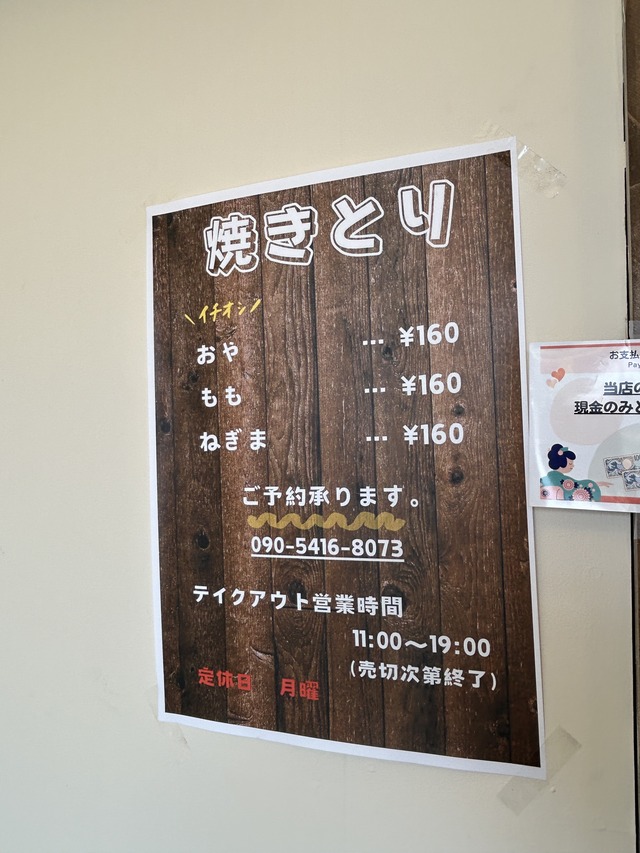 焼きとり
イチオシ
おや … ¥160
もも … ¥160
ねぎま … ¥160
ご予約承ります。
090-5416-8073
テイクアウト営業時間
11:00〜19:00
(売切次第終了)
定休日 月曜
お支払
Pay
当店の
現金のみと